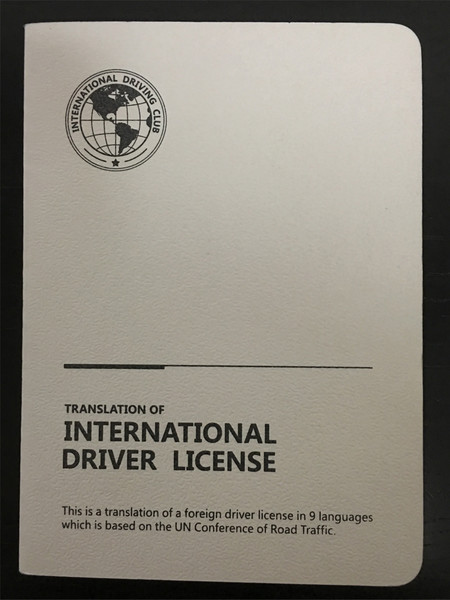 INTERNATIONAL DRIVING CLUB
TRANSLATION OF
INTERNATIONAL
DRIVER LICENSE
This is a translation of a foreign driver license in 9 languages
which is based on the UN Conference of Road Traffic.